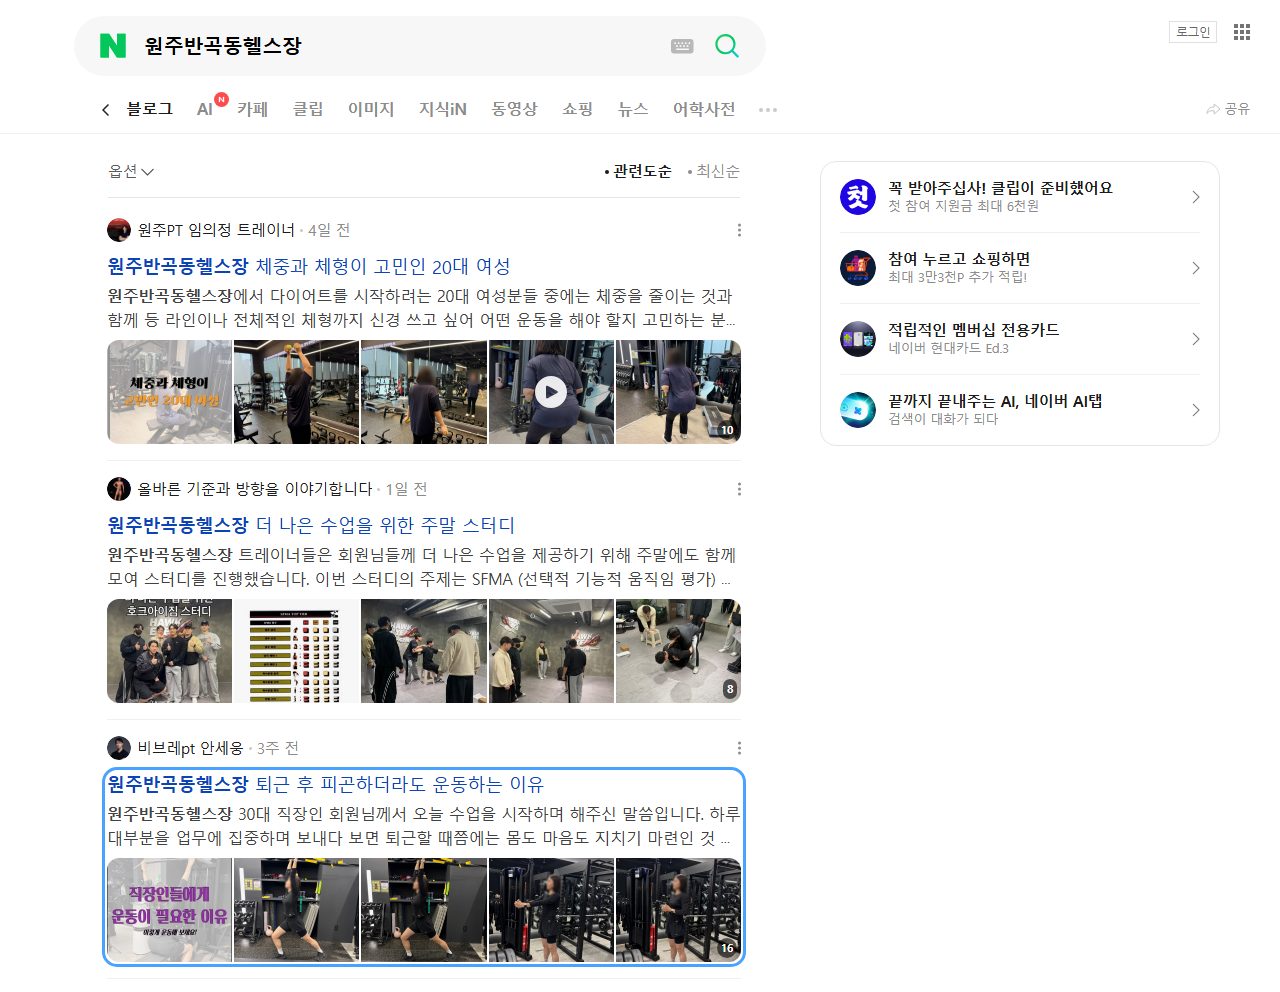 원주반곡동헬스장
로그인
블로그 AI N 카페 클립 이미지 지식iN 동영상 쇼핑 뉴스 어학사전
공유
옵션
• 관련도순 • 최신순
원주PT 임의정 트레이너 · 4일 전
원주반곡동헬스장 체중과 체형이 고민인 20대 여성
원주반곡동헬스장에서 다이어트를 시작하려는 20대 여성분들 중에는 체중을 줄이는 것과
함께 등 라인이나 전체적인 체형까지 신경 쓰고 싶어 어떤 운동을 해야 할지 고민하는 분...
체중과 체형이
고민인 20대 여성
10
올바른 기준과 방향을 이야기합니다 · 1일 전
원주반곡동헬스장 더 나은 수업을 위한 주말 스터디
원주반곡동헬스장 트레이너들은 회원님들께 더 나은 수업을 제공하기 위해 주말에도 함께
모여 스터디를 진행했습니다. 이번 스터디의 주제는 SFMA (선택적 기능적 움직임 평가) ...
더 나은 수업을 위한
호크아이짐 스터디
8
비브레pt 안세웅 · 3주 전
원주반곡동헬스장 퇴근 후 피곤하더라도 운동하는 이유
원주반곡동헬스장 30대 직장인 회원님께서 오늘 수업을 시작하며 해주신 말씀입니다. 하루
대부분을 업무에 집중하며 보내다 보면 퇴근할 때쯤에는 몸도 마음도 지치기 마련인 것 ...
직장인들에게
운동이 필요한 이유
이렇게 운동해 보세요!
16
첫
꼭 받아주십사! 클립이 준비했어요
첫 참여 지원금 최대 6천원
참여 누르고 쇼핑하면
최대 3만3천P 추가 적립!
적립적인 멤버십 전용카드
네이버 현대카드 Ed.3
끝까지 끝내주는 AI, 네이버 AI탭
검색이 대화가 되다